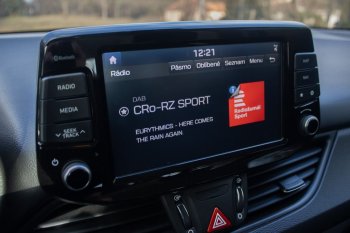 12:21
Bluetooth
Rádio
Pásmo Oblíbené Seznam Menu
RADIO
MEDIA
SEEK
TRACK
DAB
CRo-RZ SPORT
EURYTHMICS - HERE COMES
THE RAIN AGAIN
Radiožurnál
Sport